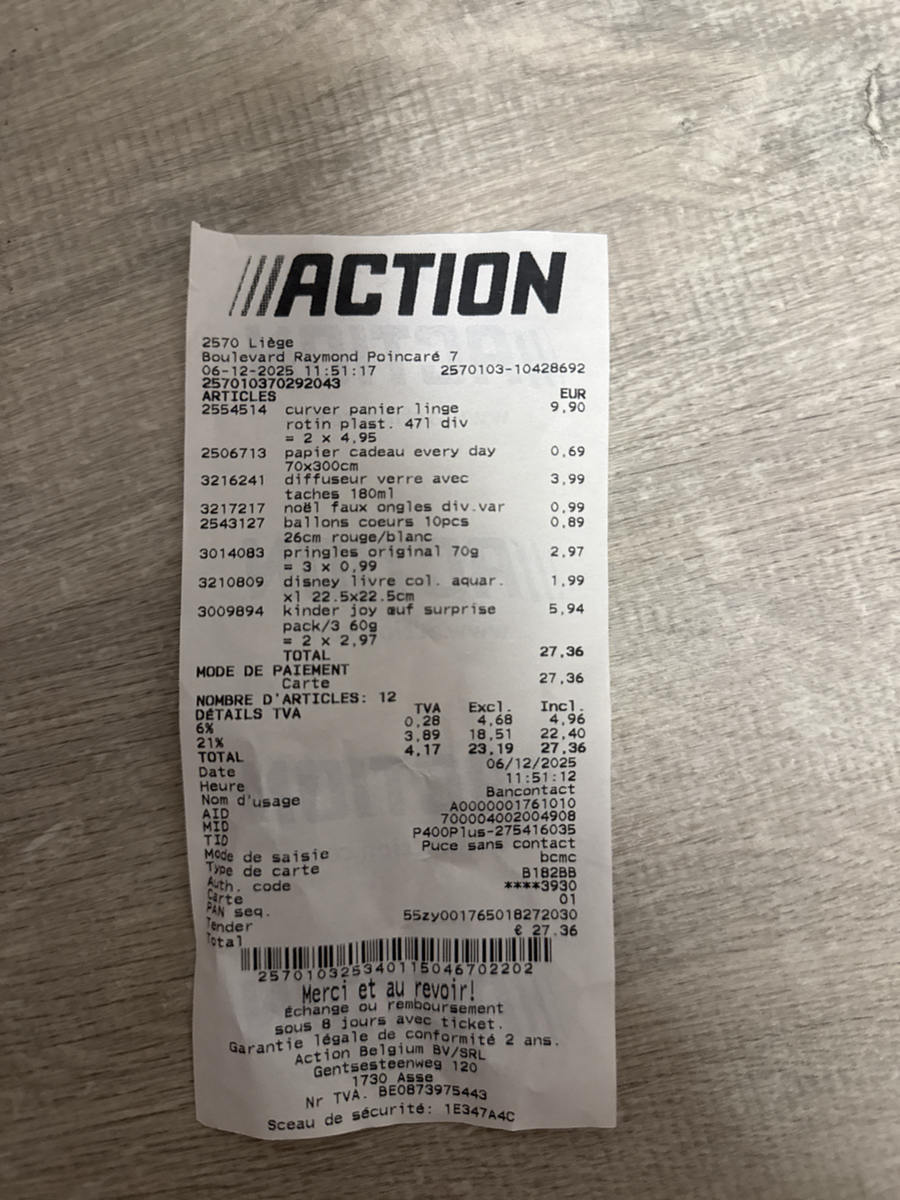 ACTION
2570 Liège
Boulevard Raymond Poincaré 7
06-12-2025 11:51:17 2570103-10428692
257010370292043
ARTICLES EUR
2554514 curver panier linge 9,90
rotin plast. 47l div
= 2 x 4,95
2506713 papier cadeau every day 0,69
70x300cm
3216241 diffuseur verre avec 3,99
taches 180ml
3217217 noël faux ongles div.var 0,99
2543127 ballons coeurs 10pcs 0,89
26cm rouge/blanc
3014083 pringles original 70g 2,97
= 3 x 0,99
3210809 disney livre col. aquar. 1,99
xl 22.5x22.5cm
3009894 kinder joy œuf surprise 5,94
pack/3 60g
= 2 x 2,97
TOTAL 27,36
MODE DE PAIEMENT
Carte 27,36
NOMBRE D'ARTICLES: 12
DÉTAILS TVA TVA Excl. Incl.
6% 0,28 4,68 4,96
21% 3,89 18,51 22,40
TOTAL 4,17 23,19 27,36
Date 06/12/2025
Heure 11:51:12
Nom d'usage Bancontact
AID A0000001761010
MID 700004002004908
TID P400Plus-275416035
Mode de saisie Puce sans contact
Type de carte bcmc
Auth. code B182BB
Carte ****3930
PAN seq. 01
Tender 55zy001765018272030
Total € 27.36
257010325340115046702202
Merci et au revoir!
Échange ou remboursement
sous 8 jours avec ticket.
Garantie légale de conformité 2 ans.
Action Belgium BV/SRL
Gentsesteenweg 120
1730 Asse
Nr TVA. BE0873975443
Sceau de sécurité: 1E347A4C